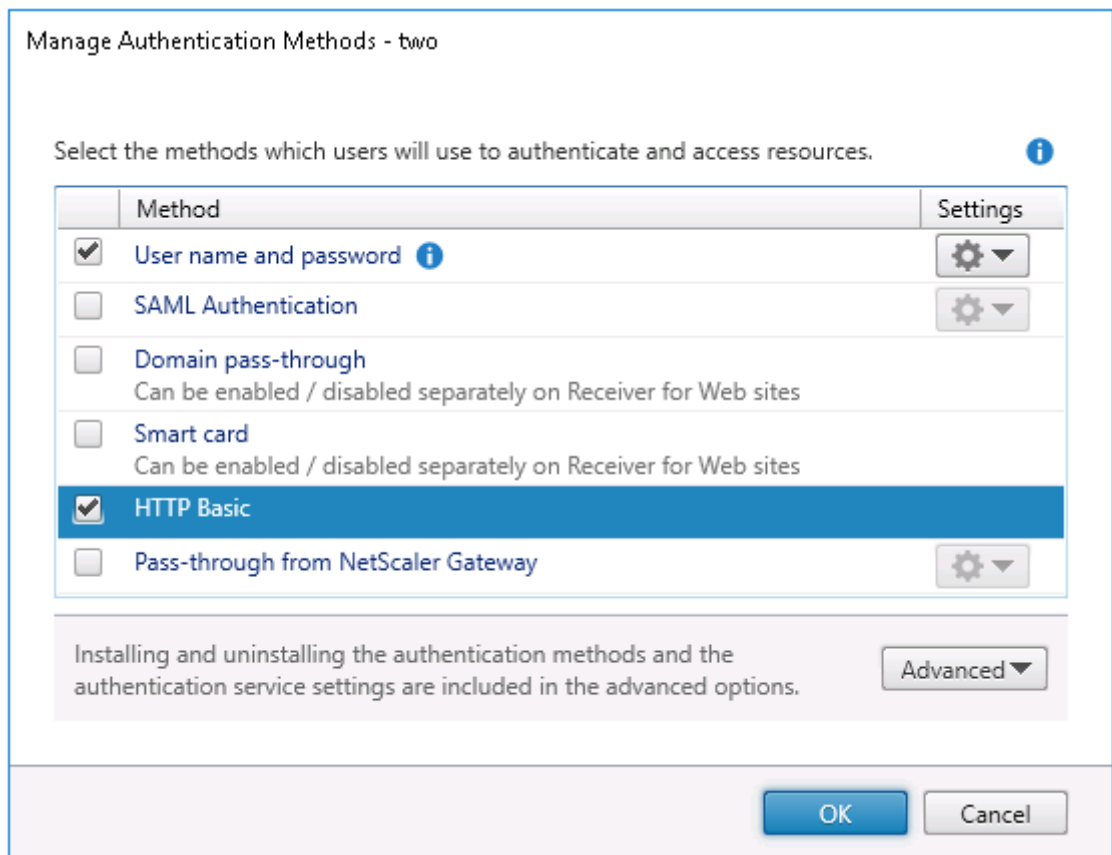 Manage Authentication Methods - two
Select the methods which users will use to authenticate and access resources.
Method Settings
User name and password
SAML Authentication
Domain pass-through
Can be enabled / disabled separately on Receiver for Web sites
Smart card
Can be enabled / disabled separately on Receiver for Web sites
HTTP Basic
Pass-through from NetScaler Gateway
Installing and uninstalling the authentication methods and the
authentication service settings are included in the advanced options.
Advanced
OK Cancel